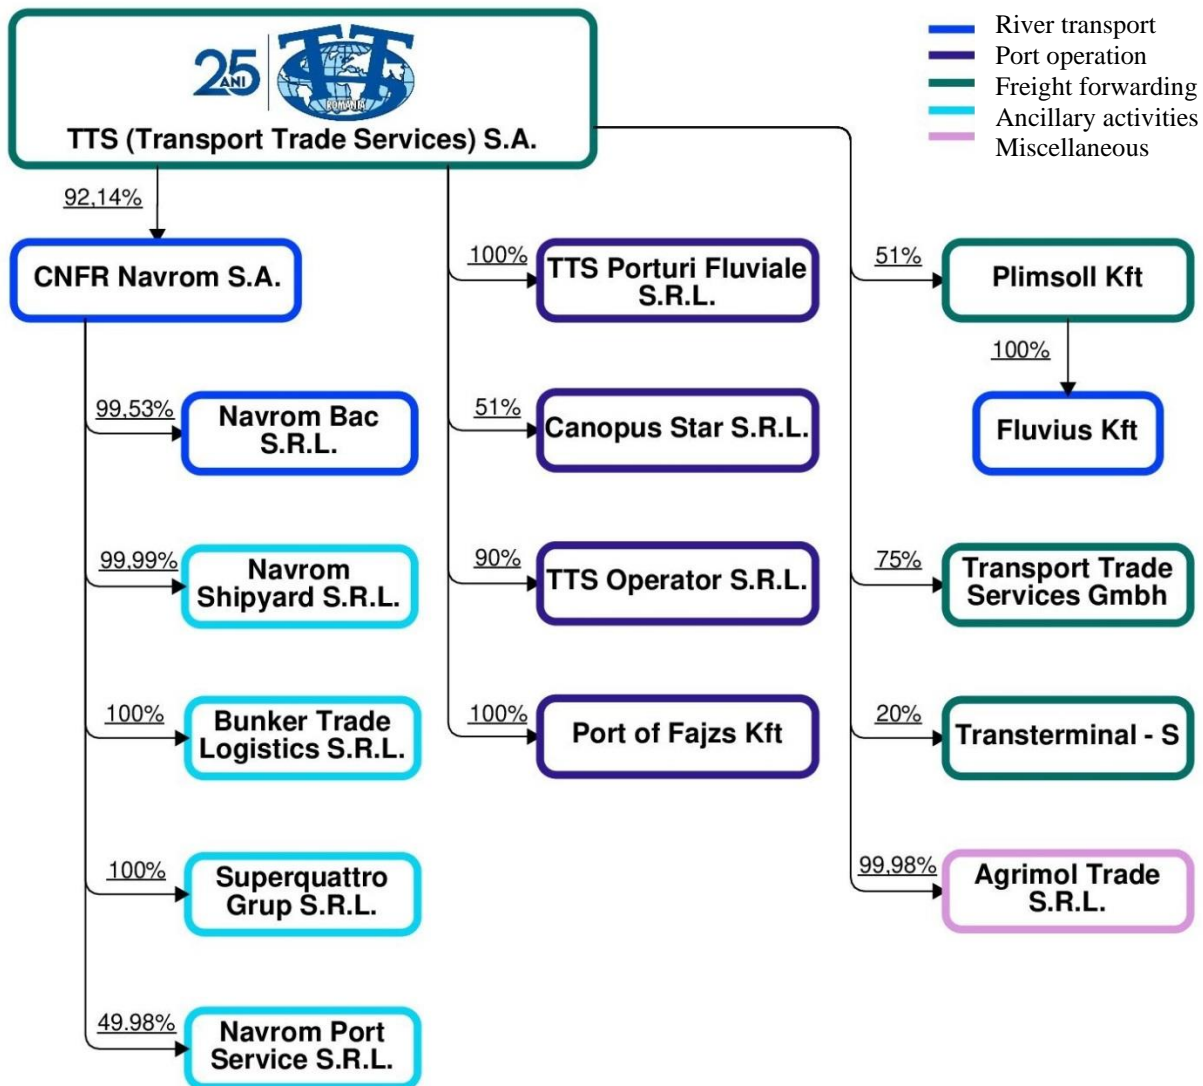 25
ANI
TTS
ROMANIA
TTS (Transport Trade Services) S.A.
River transport
Port operation
Freight forwarding
Ancillary activities
Miscellaneous
92,14%
CNFR Navrom S.A.
99,53%
Navrom Bac
S.R.L.
99,99%
Navrom
Shipyard S.R.L.
100%
Bunker Trade
Logistics S.R.L.
100%
Superquattro
Grup S.R.L.
49.98%
Navrom Port
Service S.R.L.
100%
TTS Porturi Fluviale
S.R.L.
51%
Canopus Star S.R.L.
90%
TTS Operator S.R.L.
100%
Port of Fajzs Kft
51%
Plimsoll Kft
100%
Fluvius Kft
75%
Transport Trade
Services Gmbh
20%
Transterminal - S
99,98%
Agrimol Trade
S.R.L.